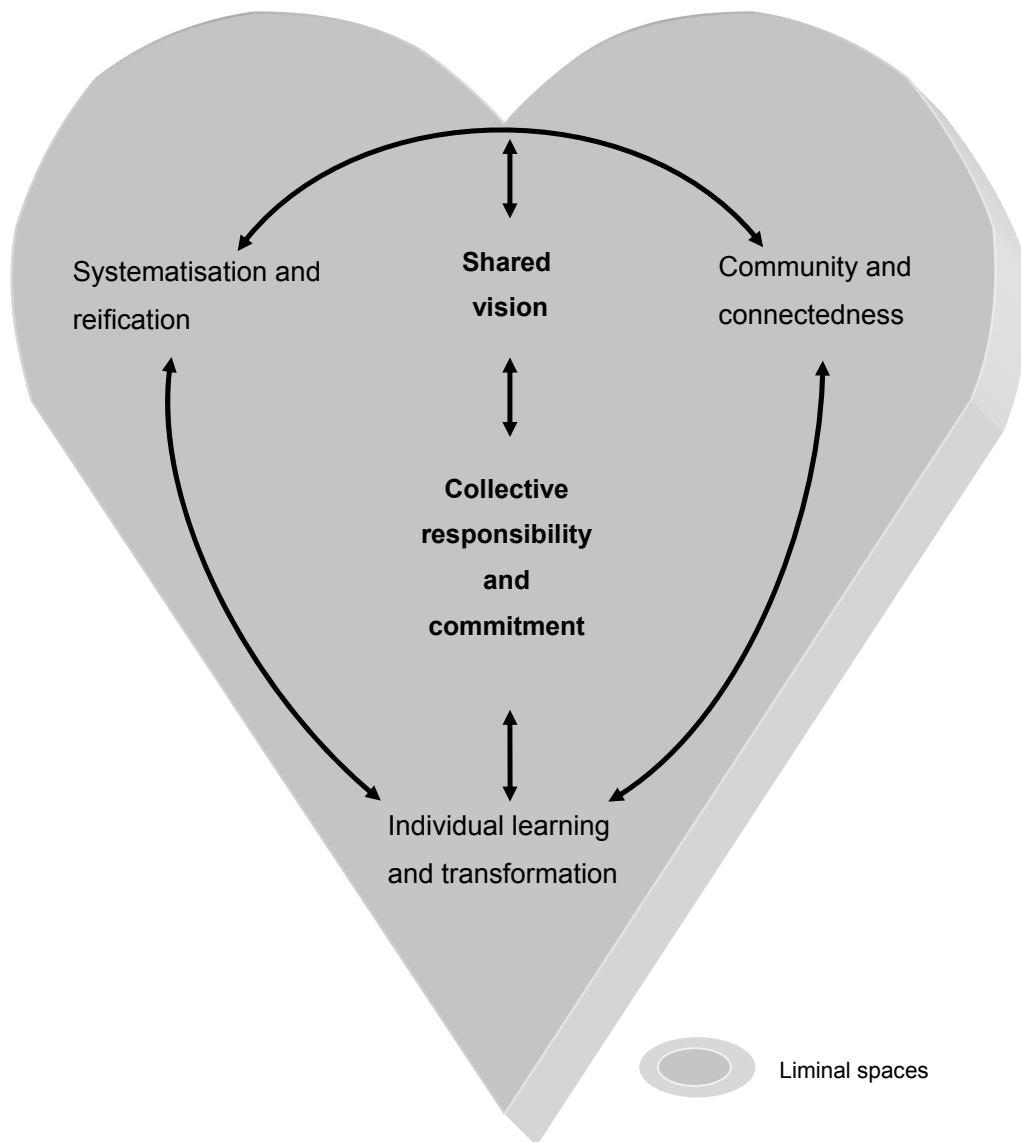 Systematisation and
reification
Shared
vision
Community and
connectedness
Collective
responsibility
and
commitment
Individual learning
and transformation
Liminal spaces